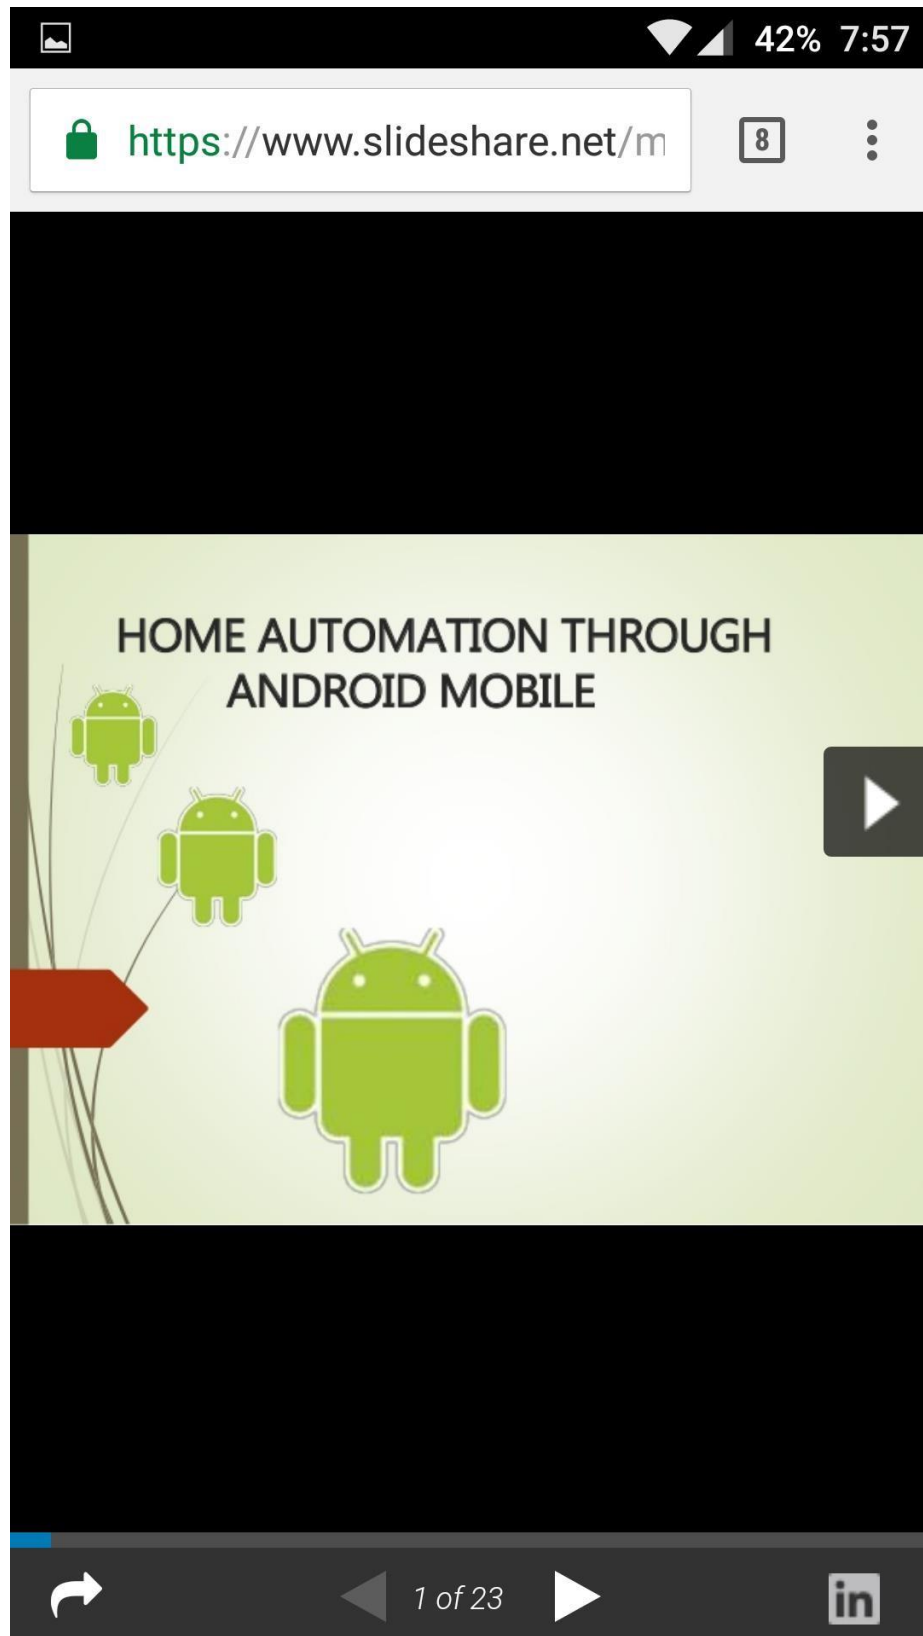 42% 7:57
https://www.slideshare.net/m
8
HOME AUTOMATION THROUGH
ANDROID MOBILE
1 of 23
in